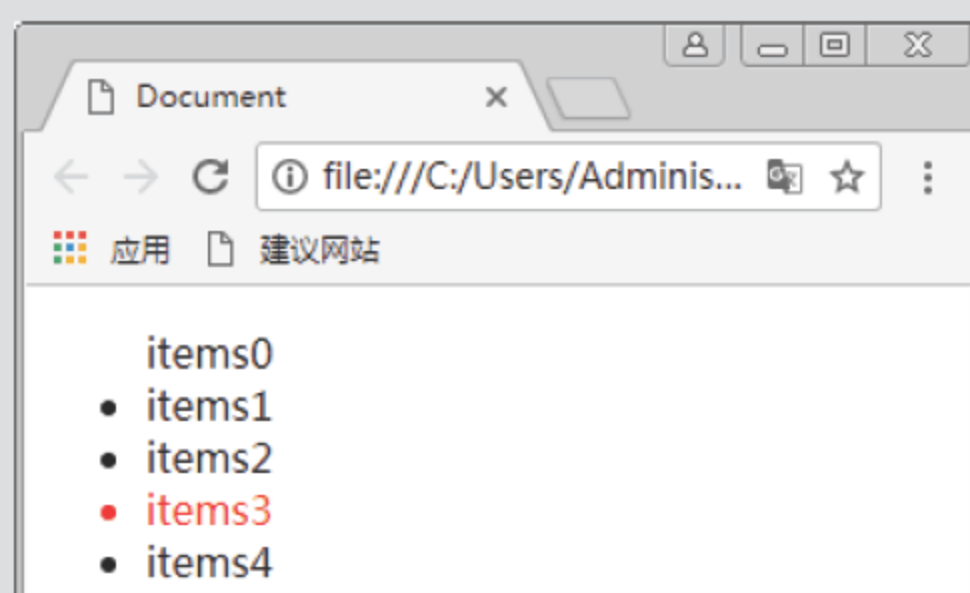 Document
file:///C:/Users/Adminis...
应用 建议网站
items0
items1
items2
items3
items4